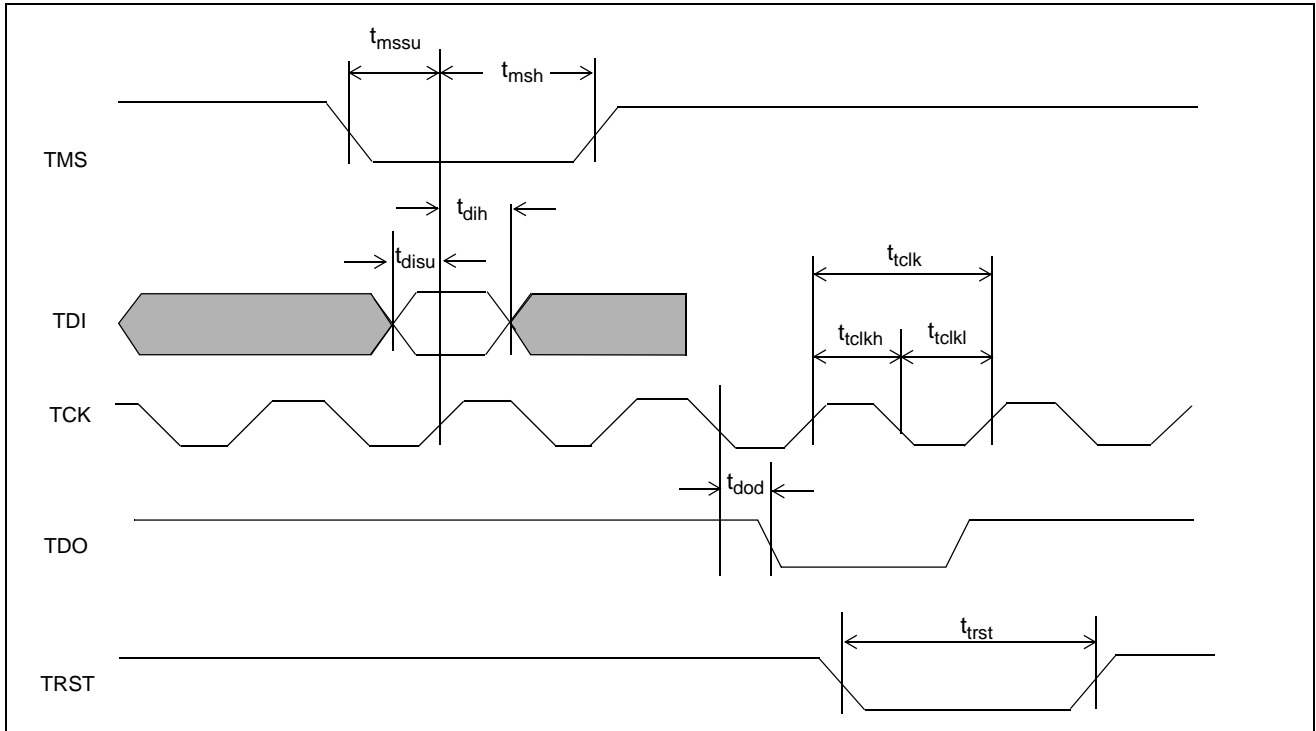 tmssu
tmsh
TMS
tdih
tdisu
ttclk
TDI
ttclkh
ttclkl
TCK
tdod
TDO
ttrst
TRST